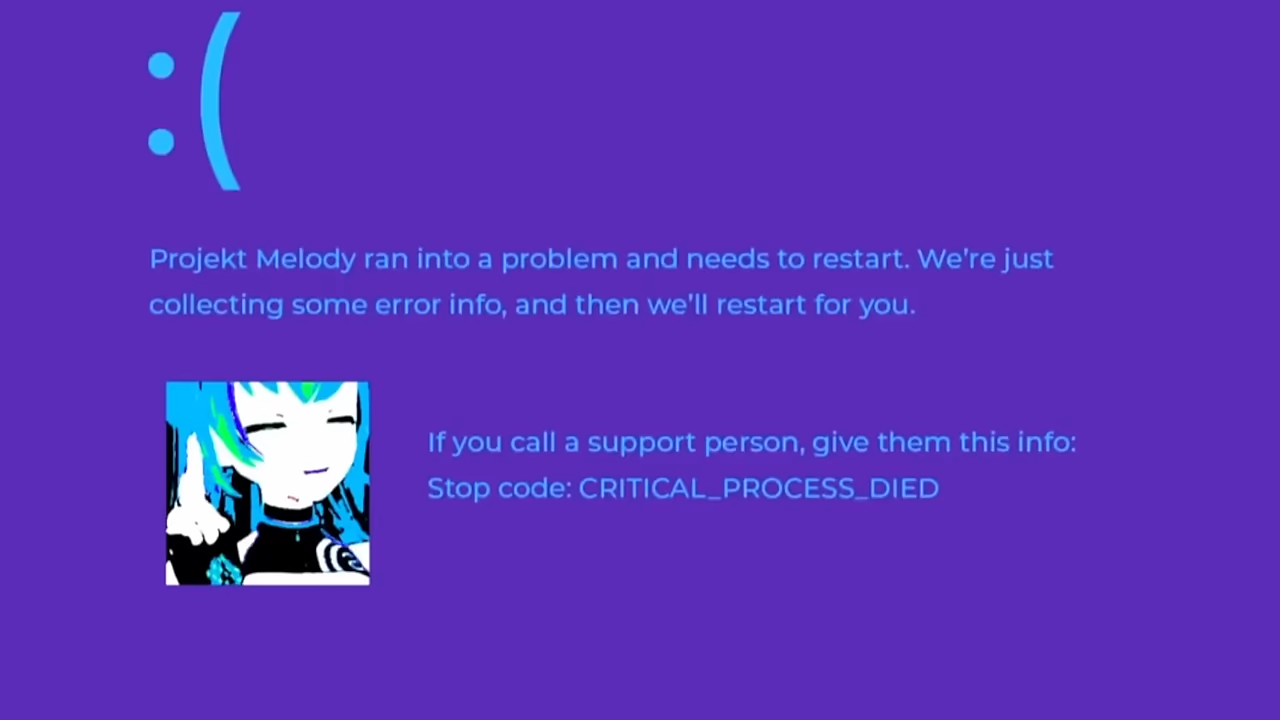 :(
Projekt Melody ran into a problem and needs to restart. We’re just
collecting some error info, and then we’ll restart for you.
If you call a support person, give them this info:
Stop code: CRITICAL_PROCESS_DIED